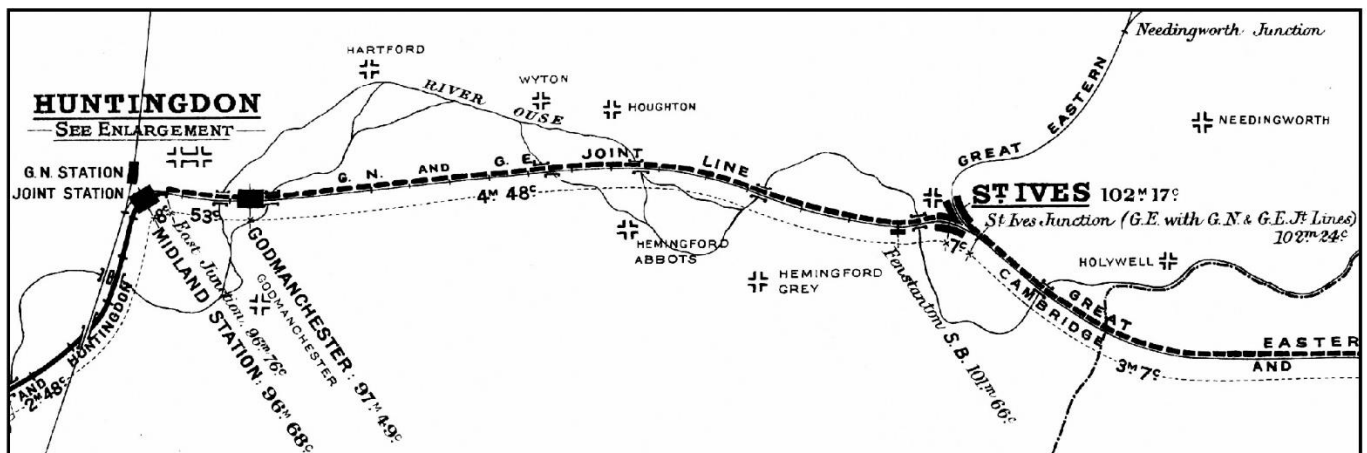 HUNTINGDON
SEE ENLARGEMENT
G.N. STATION
JOINT STATION
HARTFORD
RIVER OUSE
WYTON
HOUGHTON
G. N. AND G. E. JOINT LINE
4M 48C
53C
8C
East Junction, 96m 76c
MIDLAND STATION: 96M 68C
GODMANCHESTER
GODMANCHESTER: 97M 49C
AND HUNTINGDON
2M 48C
HEMINGFORD ABBOTS
HEMINGFORD GREY
Fenstanton S.B. 101m 66c
GREAT EASTERN
Needingworth Junction
NEEDINGWORTH
ST IVES 102M 17C
St Ives Junction (G.E. with G.N. & G.E. Jt Lines)
102m 24c
7C
HOLYWELL
GREAT EASTER
CAMBRIDGE AND
3M 7C